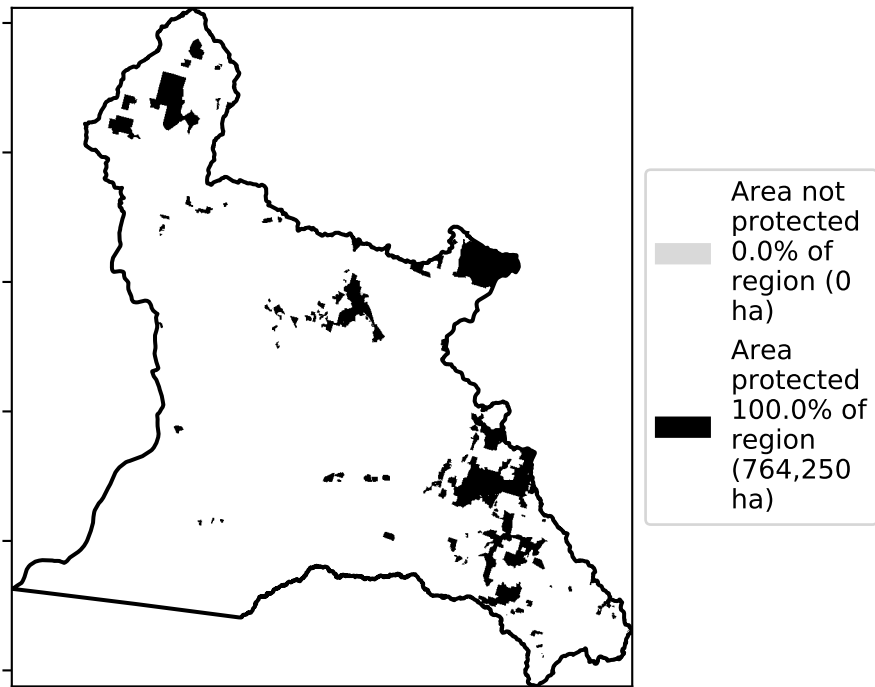 Area not
protected
0.0% of
region (0
ha)
Area
protected
100.0% of
region
(764,250
ha)